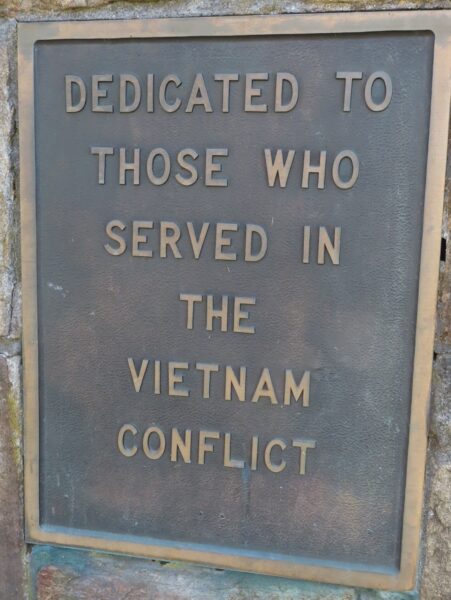 DEDICATED TO
THOSE WHO
SERVED IN
THE
VIETNAM
CONFLICT